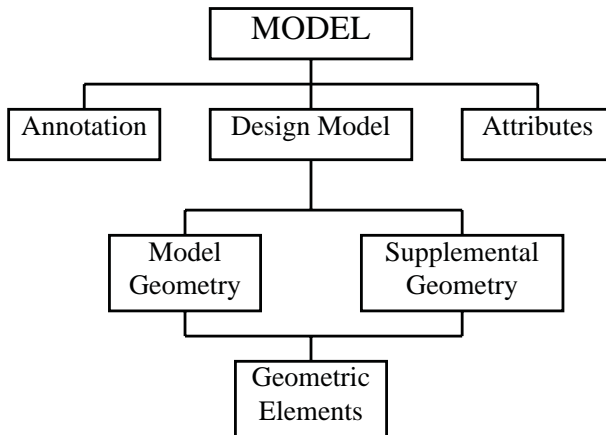 MODEL
Annotation
Design Model
Attributes
Model
Geometry
Supplemental
Geometry
Geometric
Elements